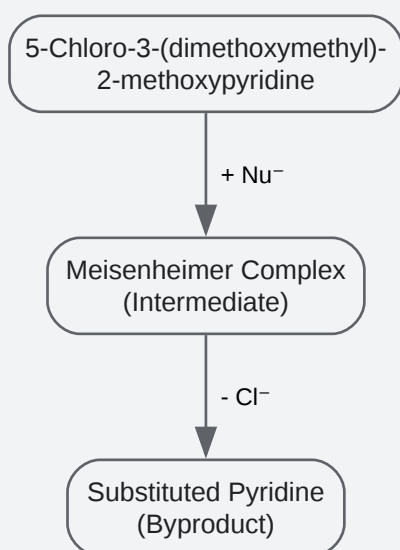 5-Chloro-3-(dimethoxymethyl)-
2-methoxypyridine
+ Nu⁻
Meisenheimer Complex
(Intermediate)
- Cl⁻
Substituted Pyridine
(Byproduct)